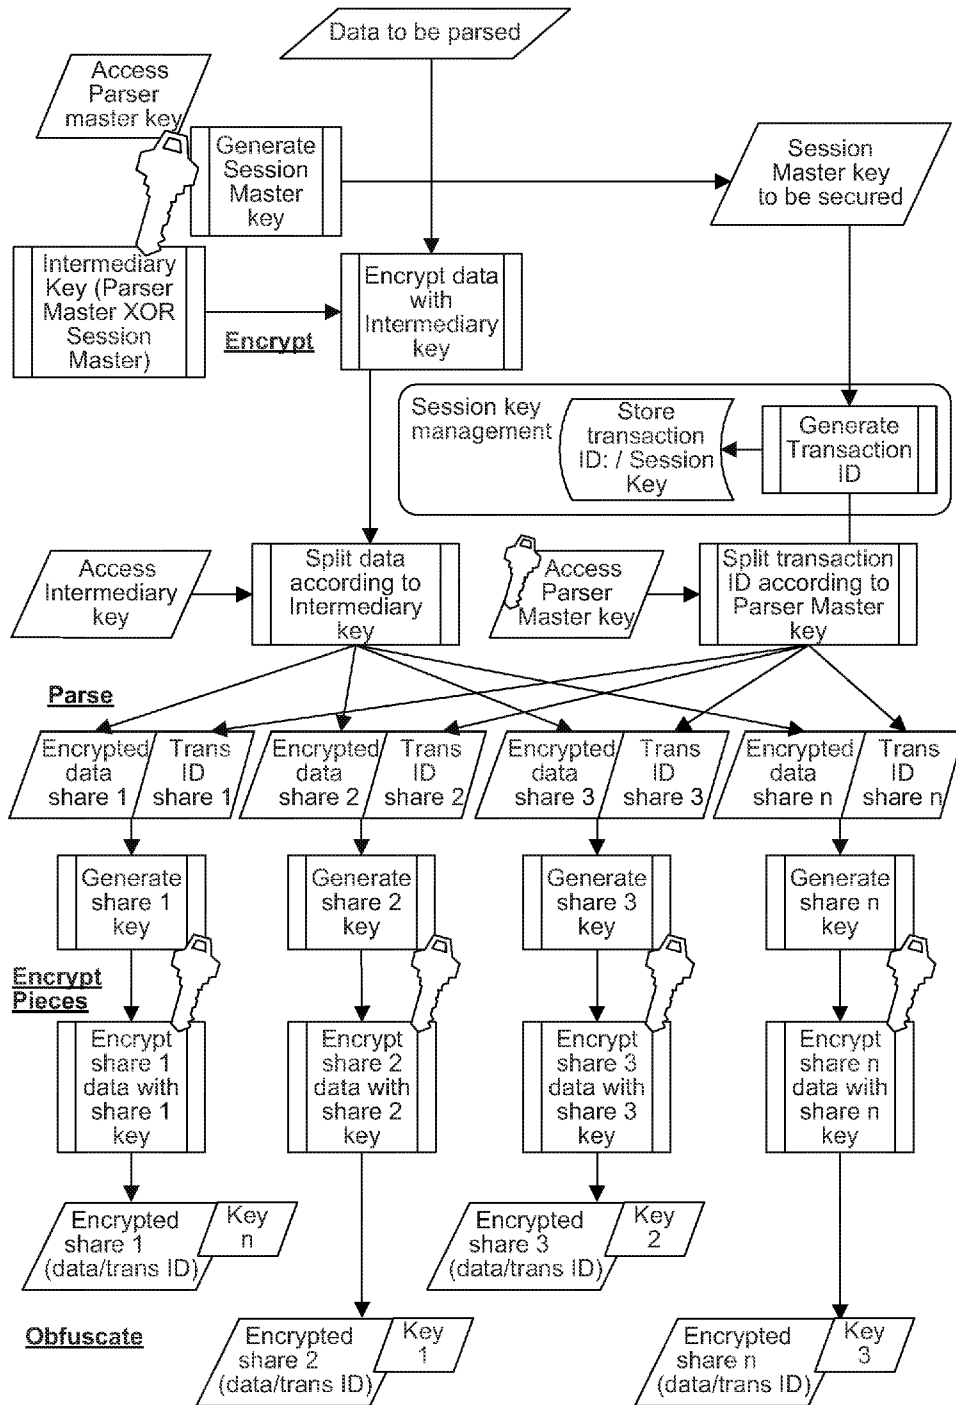 Data to be parsed
Access
Parser
master key
Generate
Session
Master
key
Session
Master key
to be secured
Intermediary
Key (Parser
Master XOR
Session
Master)
Encrypt
Encrypt data
with
Intermediary
key
Session key
management
Store
transaction
ID: / Session
Key
Generate
Transaction
ID
Access
Intermediary
key
Split data
according to
Intermediary
key
Access
Parser
Master key
Split transaction
ID according to
Parser Master
key
Parse
Encrypted
data
share 1
Trans
ID
share 1
Encrypted
data
share 2
Trans
ID
share 2
Encrypted
data
share 3
Trans
ID
share 3
Encrypted
data
share n
Trans
ID
share n
Generate
share 1
key
Generate
share 2
key
Generate
share 3
key
Generate
share n
key
Encrypt
Pieces
Encrypt
share 1
data with
share 1
key
Encrypt
share 2
data with
share 2
key
Encrypt
share 3
data with
share 3
key
Encrypt
share n
data with
share n
key
Encrypted
share 1
(data/trans ID)
Key
n
Encrypted
share 3
(data/trans ID)
Key
2
Obfuscate
Encrypted
share 2
(data/trans ID)
Key
1
Encrypted
share n
(data/trans ID)
Key
3